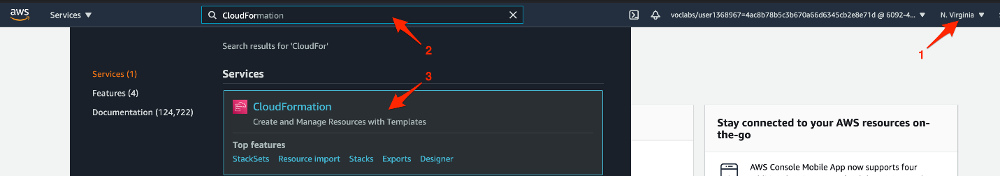 aws Services ▼ CloudFormation voclabs/user1368967=4ac8b78b5c3b670a66d6345cb2e8e71d @ 6092-4... ▼ N. Virginia ▼
2
1
Search results for 'CloudFor'
Services (1)
Features (4)
Documentation (124,722)
Services
3
CloudFormation
Create and Manage Resources with Templates
Top features
StackSets Resource import Stacks Exports Designer
Stay connected to your AWS resources on-
the-go
AWS Console Mobile App now supports four